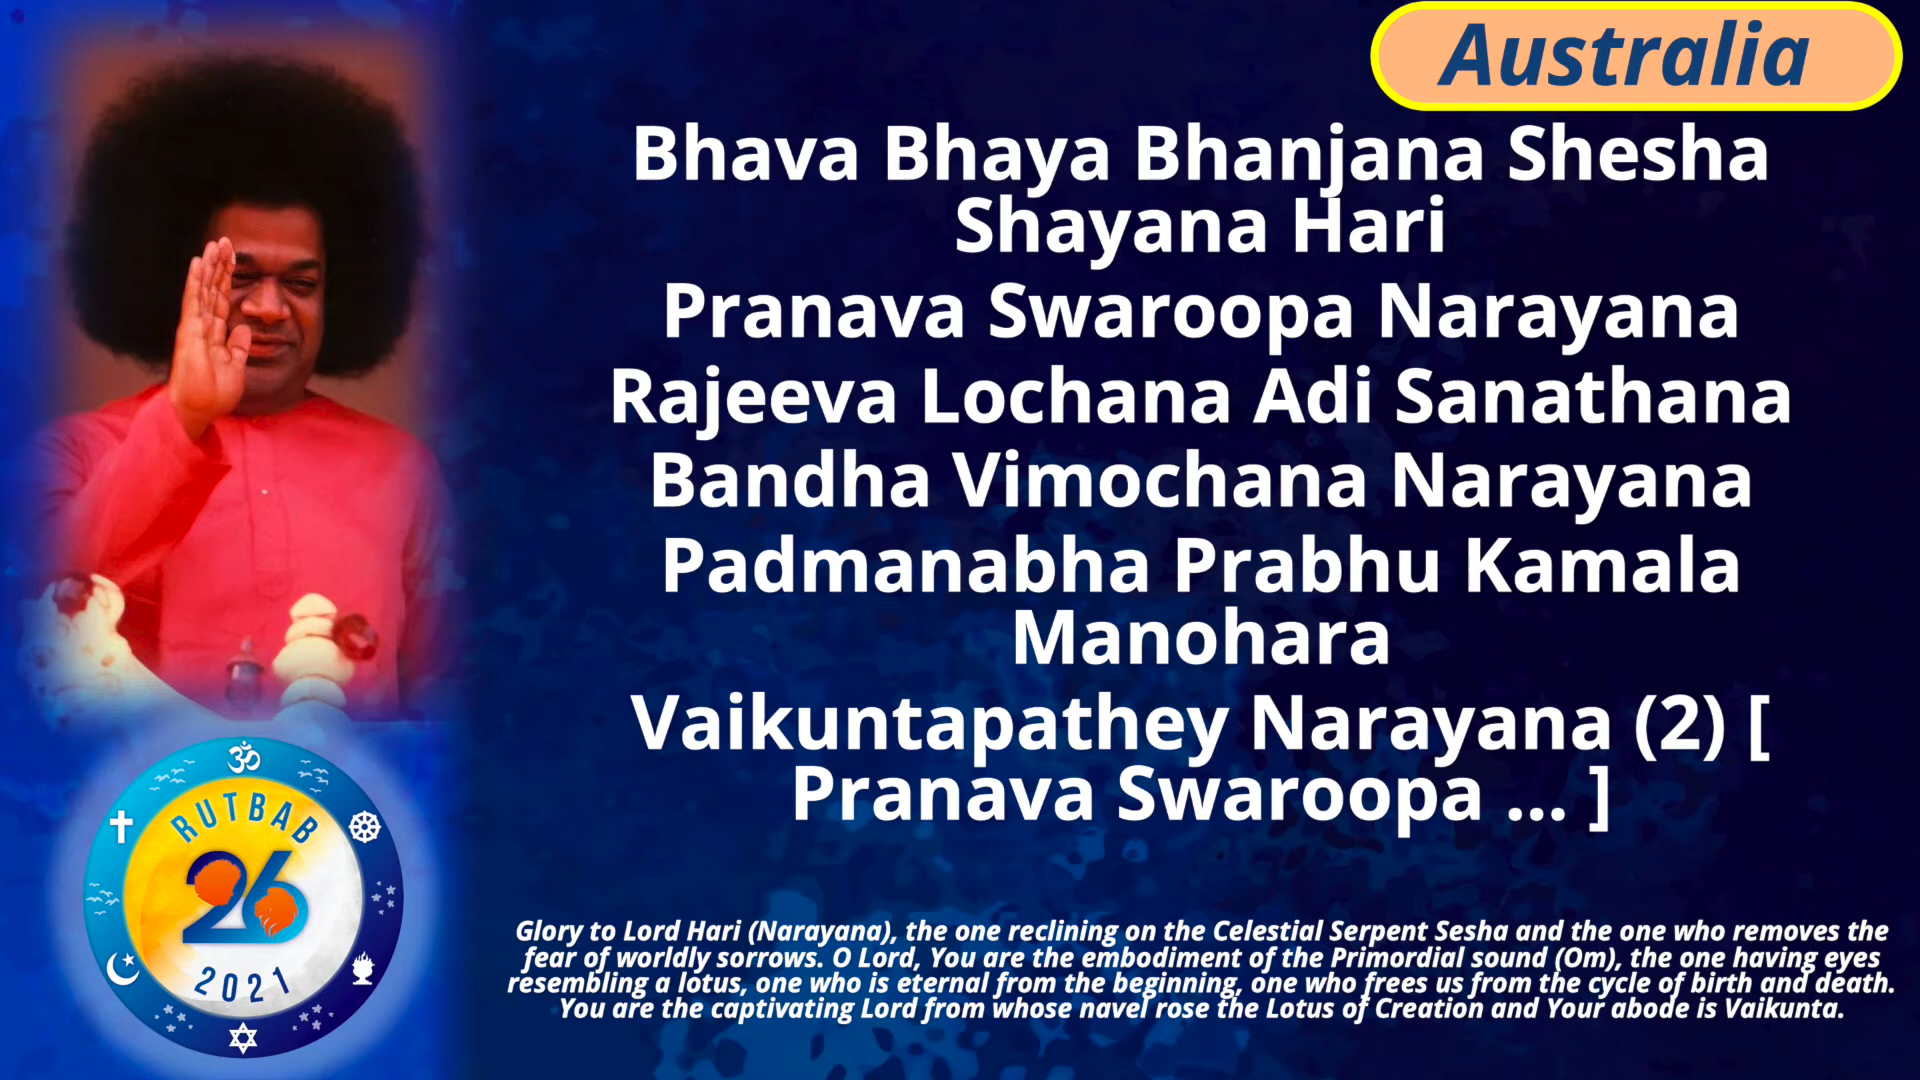 Australia
Bhava Bhaya Bhanjana Shesha
Shayana Hari
Pranava Swaroopa Narayana
Rajeeva Lochana Adi Sanathana
Bandha Vimochana Narayana
Padmanabha Prabhu Kamala
Manohara
Vaikuntapathey Narayana (2) [
Pranava Swaroopa ... ]
ॐ
RUTBAB
26
2021
Glory to Lord Hari (Narayana), the one reclining on the Celestial Serpent Sesha and the one who removes the
fear of worldly sorrows. O Lord, You are the embodiment of the Primordial sound (Om), the one having eyes
resembling a lotus, one who is eternal from the beginning, one who frees us from the cycle of birth and death.
You are the captivating Lord from whose navel rose the Lotus of Creation and Your abode is Vaikunta.